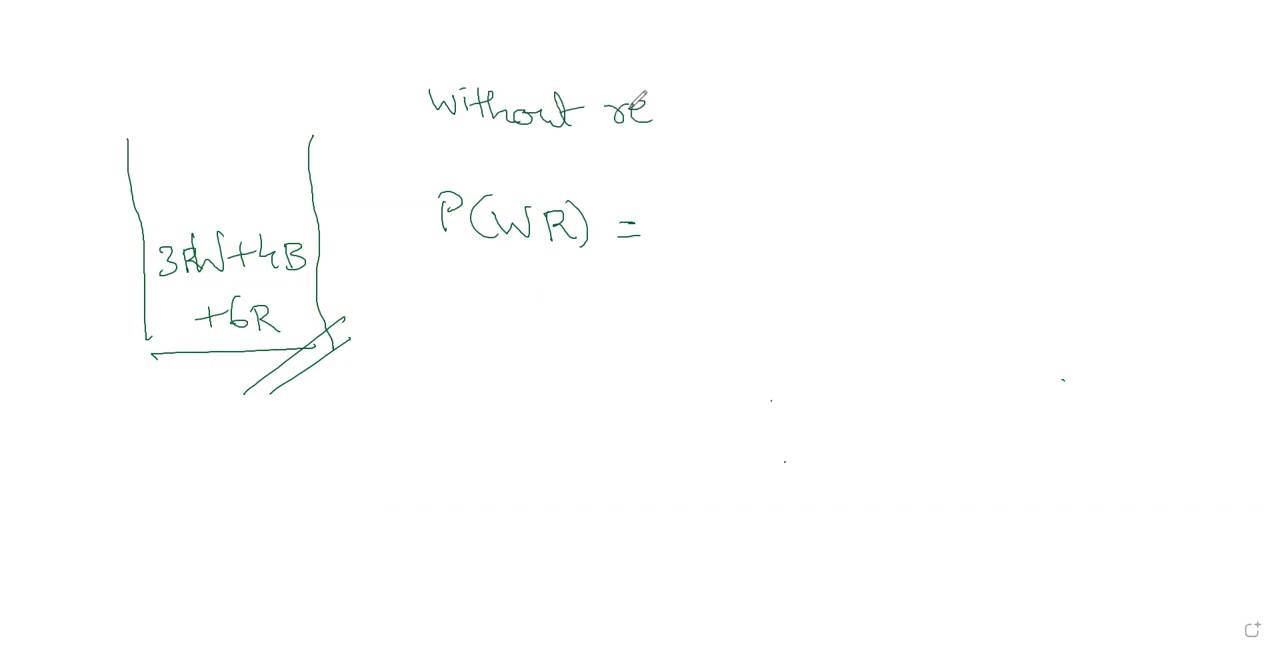 without re
P(WR) =
3W+4B
+6R